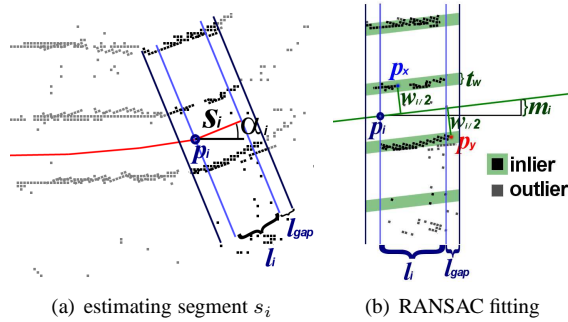 s_i
α_i
p_i
l_gap
l_i
(a) estimating segment s_i
p_x
t_w
w_i/2
m_i
p_i
w_i/2
p_y
inlier
outlier
l_i
l_gap
(b) RANSAC fitting